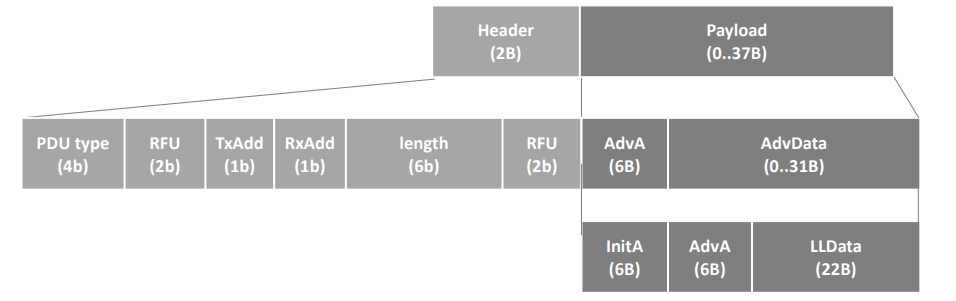 Header
(2B)
Payload
(0..37B)
PDU type
(4b)
RFU
(2b)
TxAdd
(1b)
RxAdd
(1b)
length
(6b)
RFU
(2b)
AdvA
(6B)
AdvData
(0..31B)
InitA
(6B)
AdvA
(6B)
LLData
(22B)